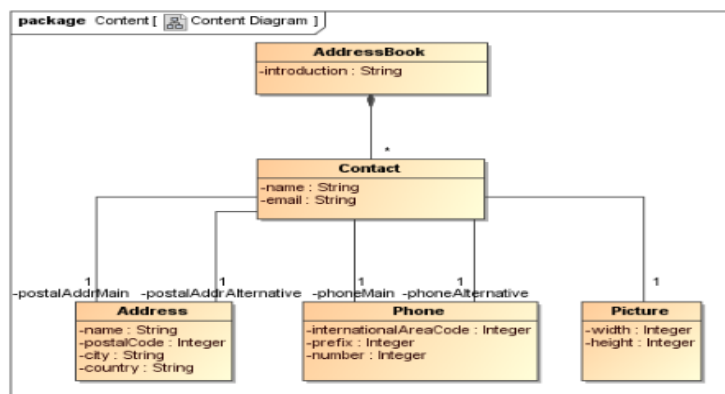 package Content [ Content Diagram ]
AddressBook
-introduction : String
*
Contact
-name : String
-email : String
1 1 1 1 1
-postalAddrMain -postalAddrAlternative -phoneMain -phoneAlternative
Address
-name : String
-postalCode : Integer
-city : String
-country : String
Phone
-internationalAreaCode : Integer
-prefix : Integer
-number : Integer
Picture
-width : Integer
-height : Integer